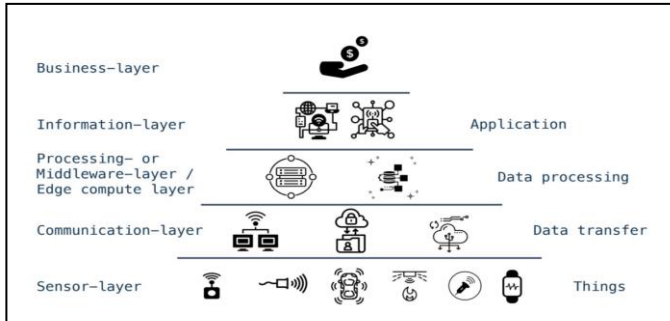 Business-layer
$ $
Information-layer
Application
Processing- or
Middleware-layer /
Edge compute layer
Data processing
Communication-layer
Data transfer
Sensor-layer
Things